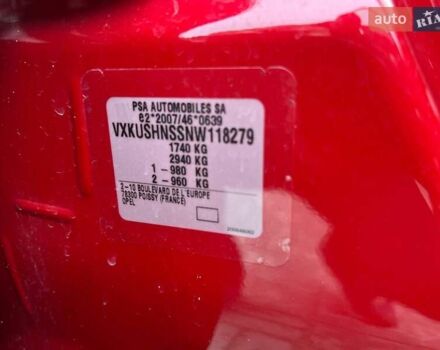 auto RIA
PSA AUTOMOBILES SA
e2*2007/46*0639
VXKUSHNSSNW118279
1740 KG
2940 KG
1 -980 KG
2 -960 KG
2-10 BOULEVARD DE L'EUROPE
78300 POISSY (FRANCE)
OPEL